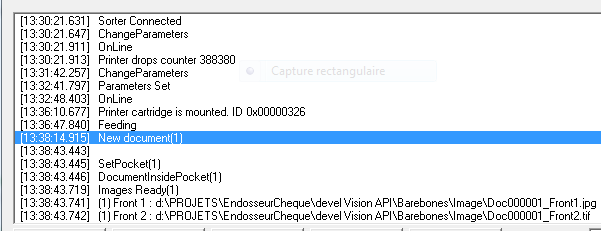 [13:30:21.631] Sorter Connected
[13:30:21.647] ChangeParameters
[13:30:21.911] OnLine
[13:30:21.913] Printer drops counter 388380
Capture rectangulaire
[13:31:42.257] ChangeParameters
[13:32:41.797] Parameters Set
[13:32:48.403] OnLine
[13:36:10.677] Printer cartridge is mounted. ID 0x00000326
[13:36:47.840] Feeding
[13:38:14.915] New document(1)
[13:38:43.443]
[13:38:43.445] SetPocket(1)
[13:38:43.446] DocumentInsidePocket(1)
[13:38:43.719] Images Ready(1)
[13:38:43.741] (1) Front 1 : d:\PROJETS\EndosseurCheque\devel Vision API\Barebones\Image\Doc000001_Front1.jpg
[13:38:43.742] (1) Front 2 : d:\PROJETS\EndosseurCheque\devel Vision API\Barebones\Image\Doc000001_Front2.tif